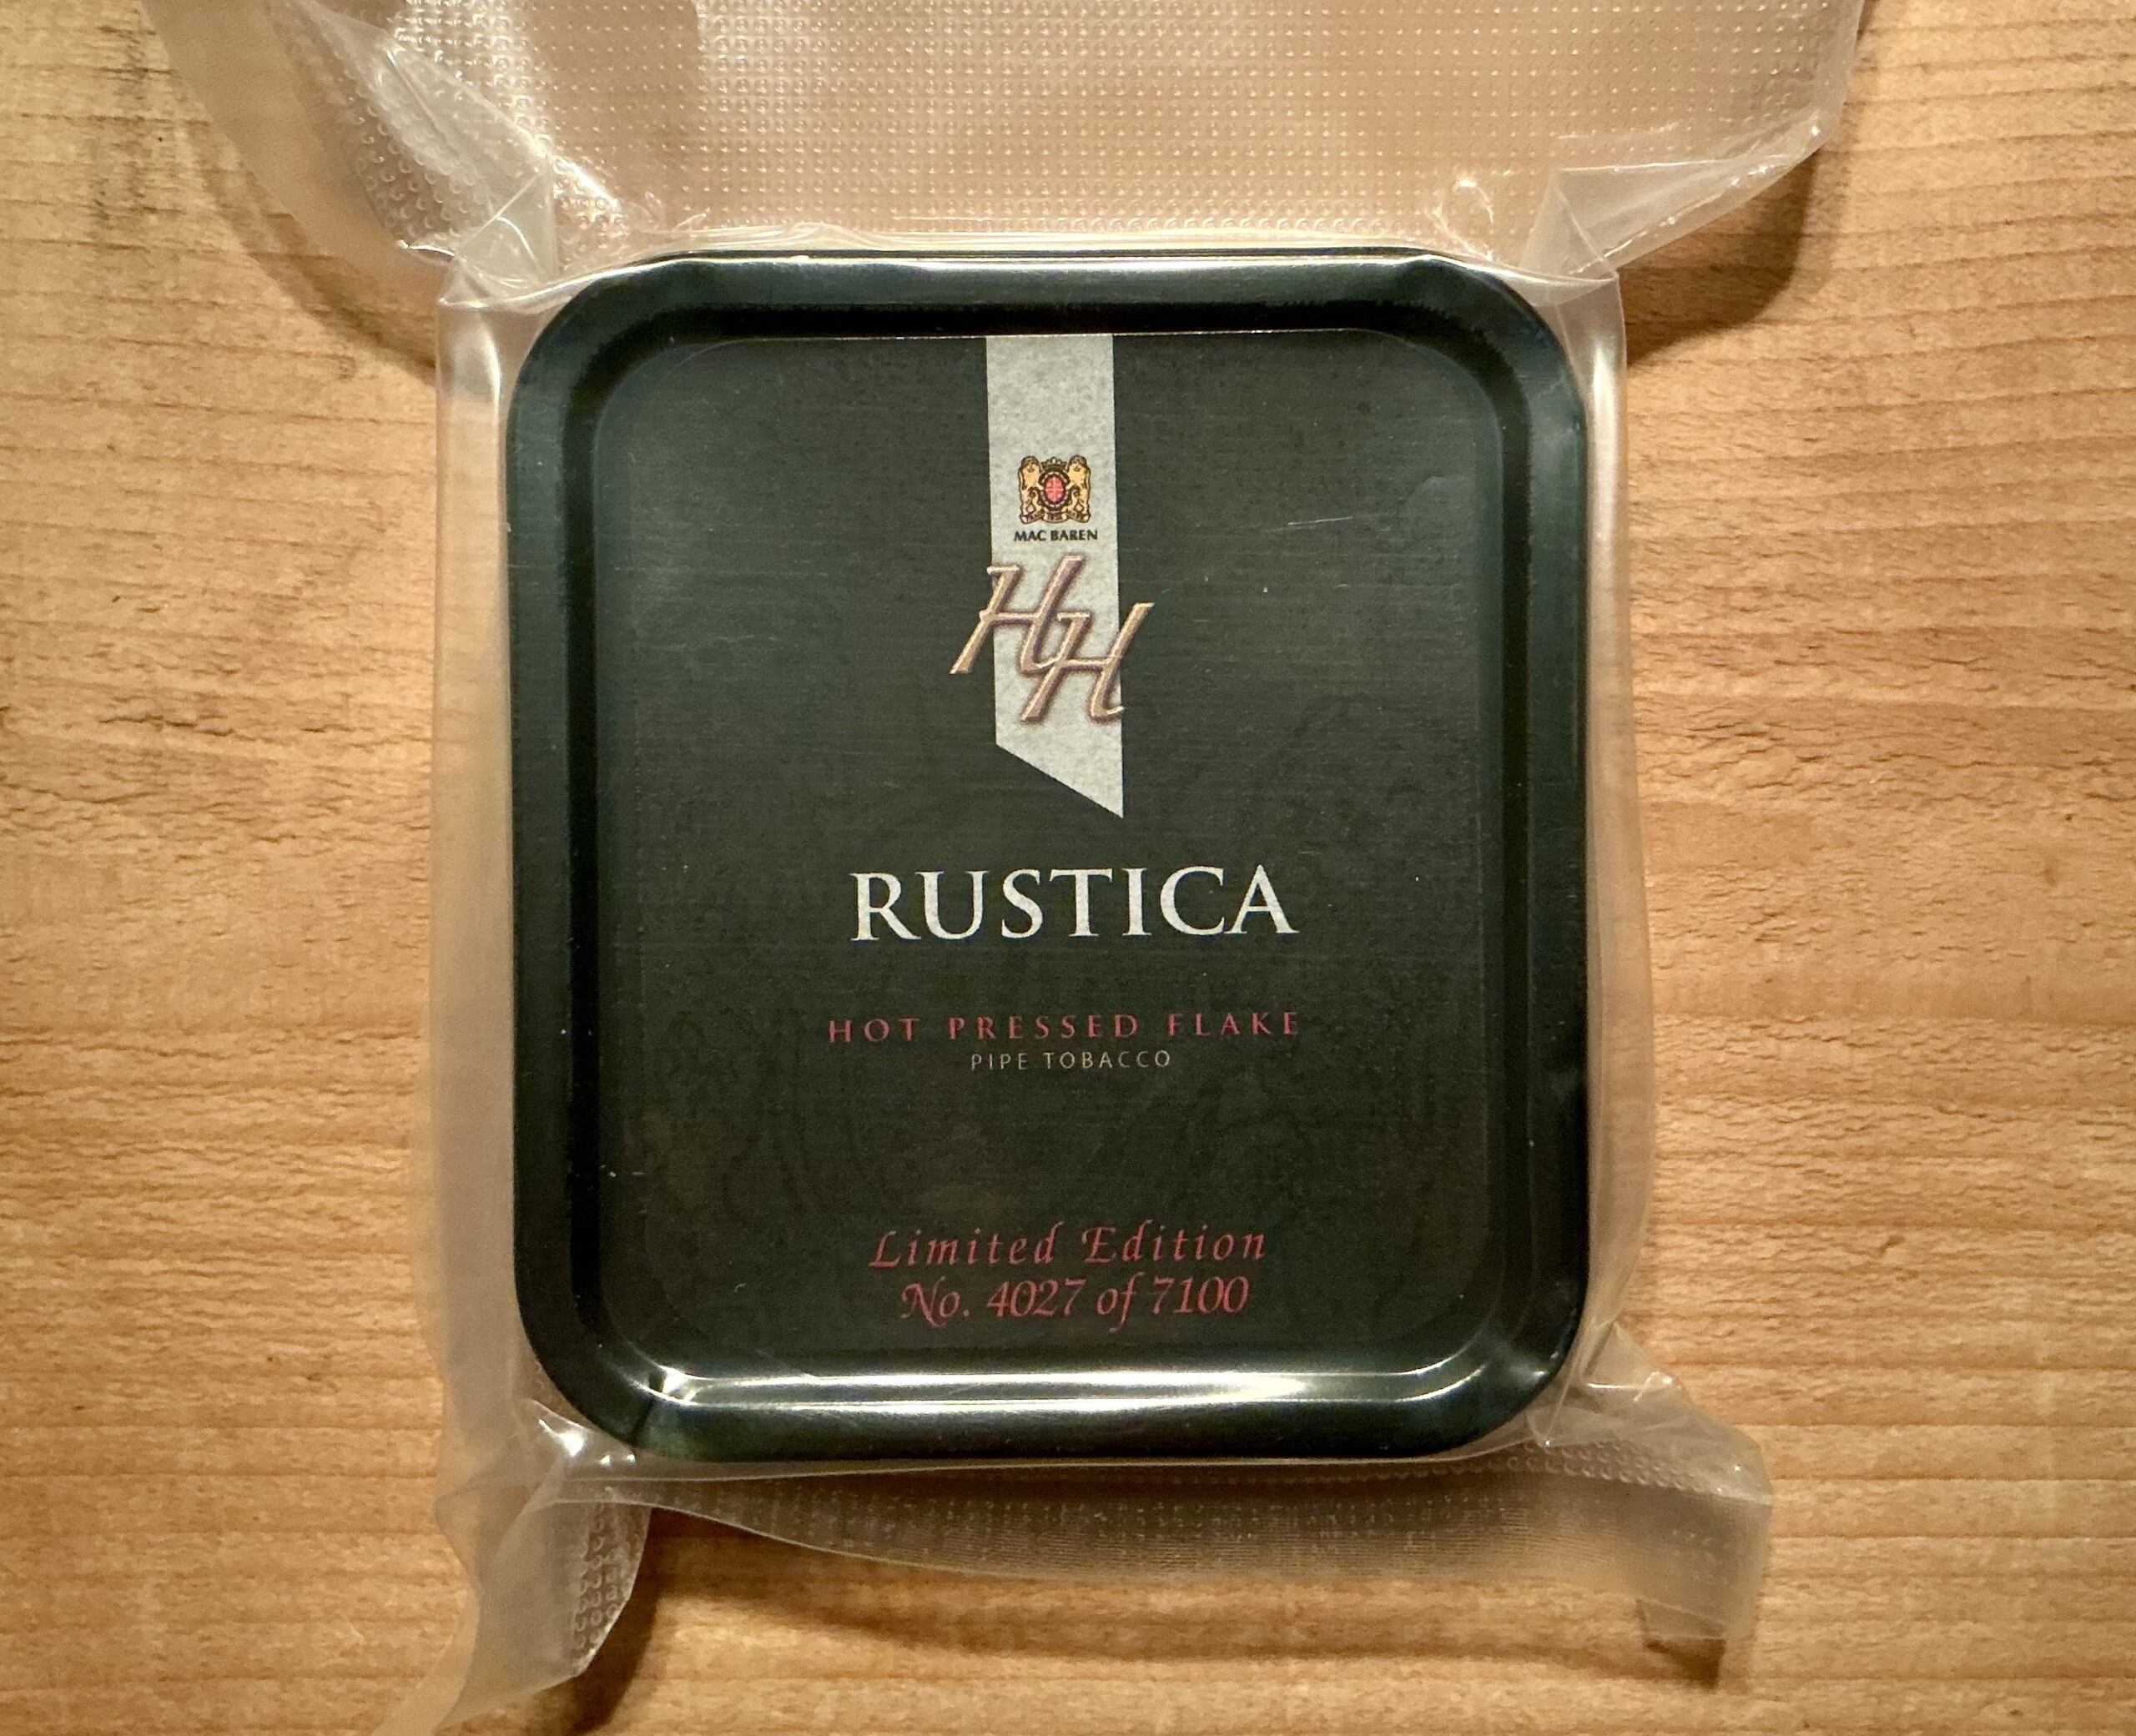 MAC BAREN
HH
RUSTICA
HOT PRESSED FLAKE
PIPE TOBACCO
Limited Edition
No. 4027 of 7100